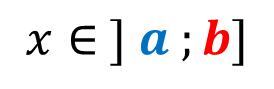 x ∈ ] a ; b]